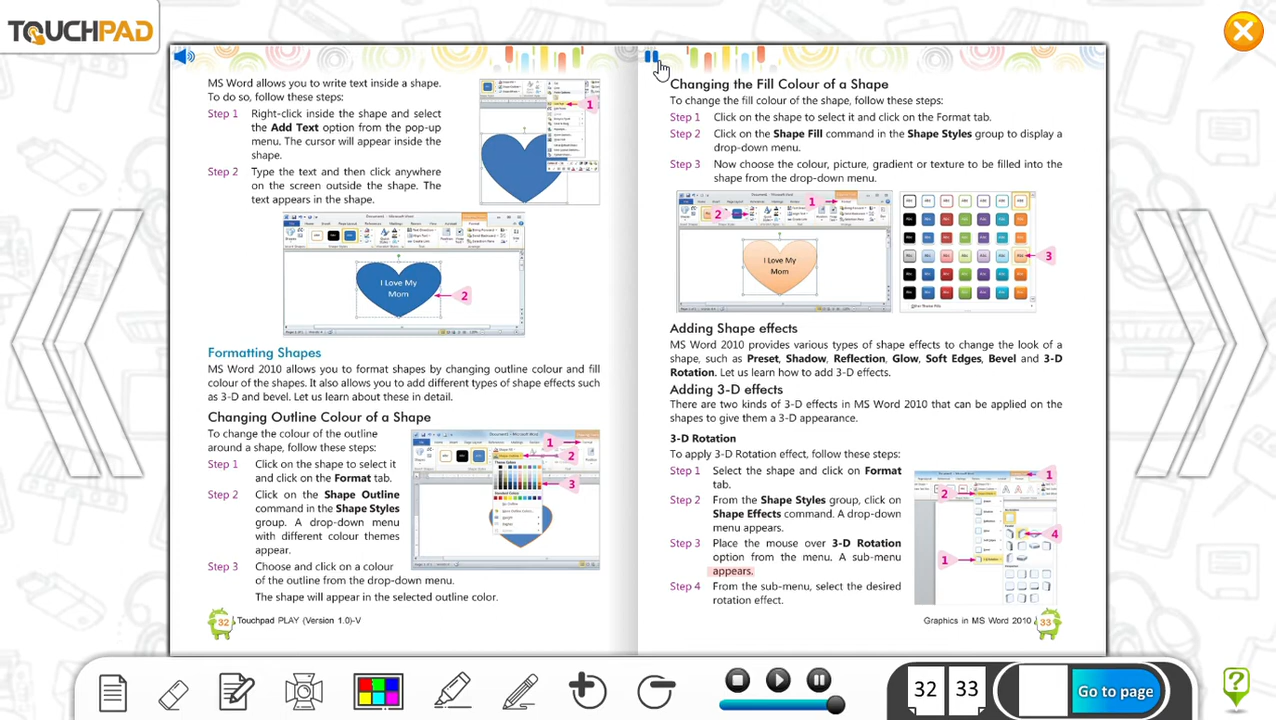 TOUCHPAD
MS Word allows you to write text inside a shape.
To do so, follow these steps:
Step 1 Right-click inside the shape and select
the Add Text option from the pop-up
menu. The cursor will appear inside the
shape.
Step 2 Type the text and then click anywhere
on the screen outside the shape. The
text appears in the shape.
1
I Love My
Mom
2
Formatting Shapes
MS Word 2010 allows you to format shapes by changing outline colour and fill
colour of the shapes. It also allows you to add different types of shape effects such
as 3-D and bevel. Let us learn about these in detail.
Changing Outline Colour of a Shape
To change the colour of the outline
around a shape, follow these steps:
Step 1 Click on the shape to select it
and click on the Format tab.
Step 2 Click on the Shape Outline
command in the Shape Styles
group. A drop-down menu
with different colour themes
appear.
Step 3 Choose and click on a colour
of the outline from the drop-down menu.
The shape will appear in the selected outline color.
1
2
3
32 Touchpad PLAY (Version 1.0)-V
Changing the Fill Colour of a Shape
To change the fill colour of the shape, follow these steps:
Step 1 Click on the shape to select it and click on the Format tab.
Step 2 Click on the Shape Fill command in the Shape Styles group to display a
drop-down menu.
Step 3 Now choose the colour, picture, gradient or texture to be filled into the
shape from the drop-down menu.
1
2
I Love My
Mom
3
Adding Shape effects
MS Word 2010 provides various types of shape effects to change the look of a
shape, such as Preset, Shadow, Reflection, Glow, Soft Edges, Bevel and 3-D
Rotation. Let us learn how to add 3-D effects.
Adding 3-D effects
There are two kinds of 3-D effects in MS Word 2010 that can be applied on the
shapes to give them a 3-D appearance.
3-D Rotation
To apply 3-D Rotation effect, follow these steps:
Step 1 Select the shape and click on Format
tab.
Step 2 From the Shape Styles group, click on
Shape Effects command. A drop-down
menu appears.
Step 3 Place the mouse over 3-D Rotation
option from the menu. A sub-menu
appears.
Step 4 From the sub-menu, select the desired
rotation effect.
1
2
4
1
Graphics in MS Word 2010 33
32 33
Go to page
?